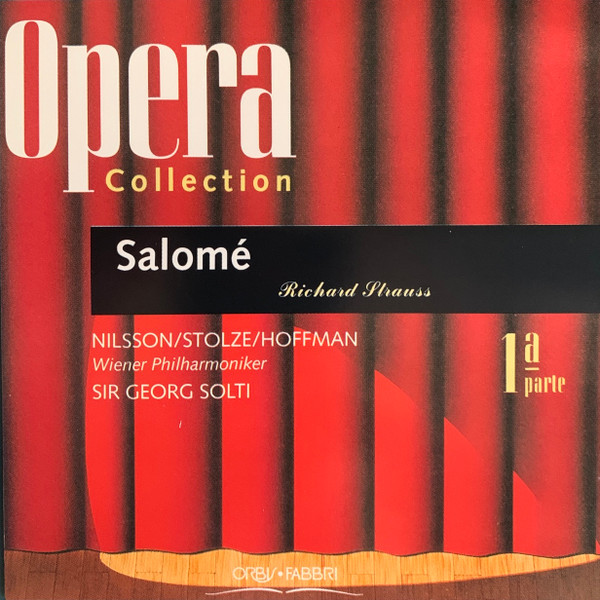 Opera
Collection
Salomé
Richard Strauss
NILSSON/STOLZE/HOFFMAN
Wiener Philharmoniker
SIR GEORG SOLTI
1ª
parte
ORBIS•FABBRI